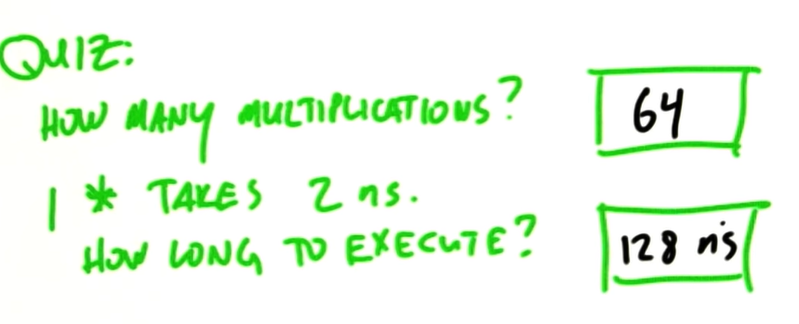 QUIZ:
HOW MANY MULTIPLICATIONS? 64
1 * TAKES 2 ns.
HOW LONG TO EXECUTE? 128 ns